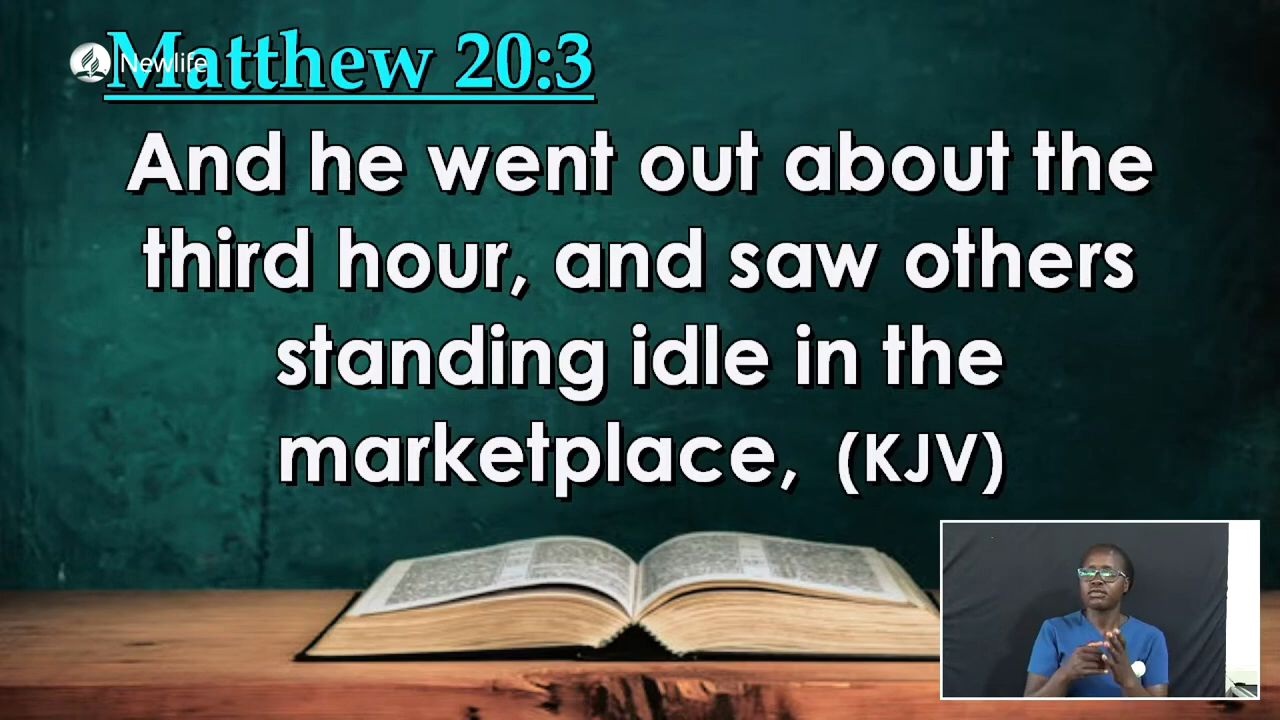 Matthew 20:3
Newlife
And he went out about the
third hour, and saw others
standing idle in the
marketplace, (KJV)